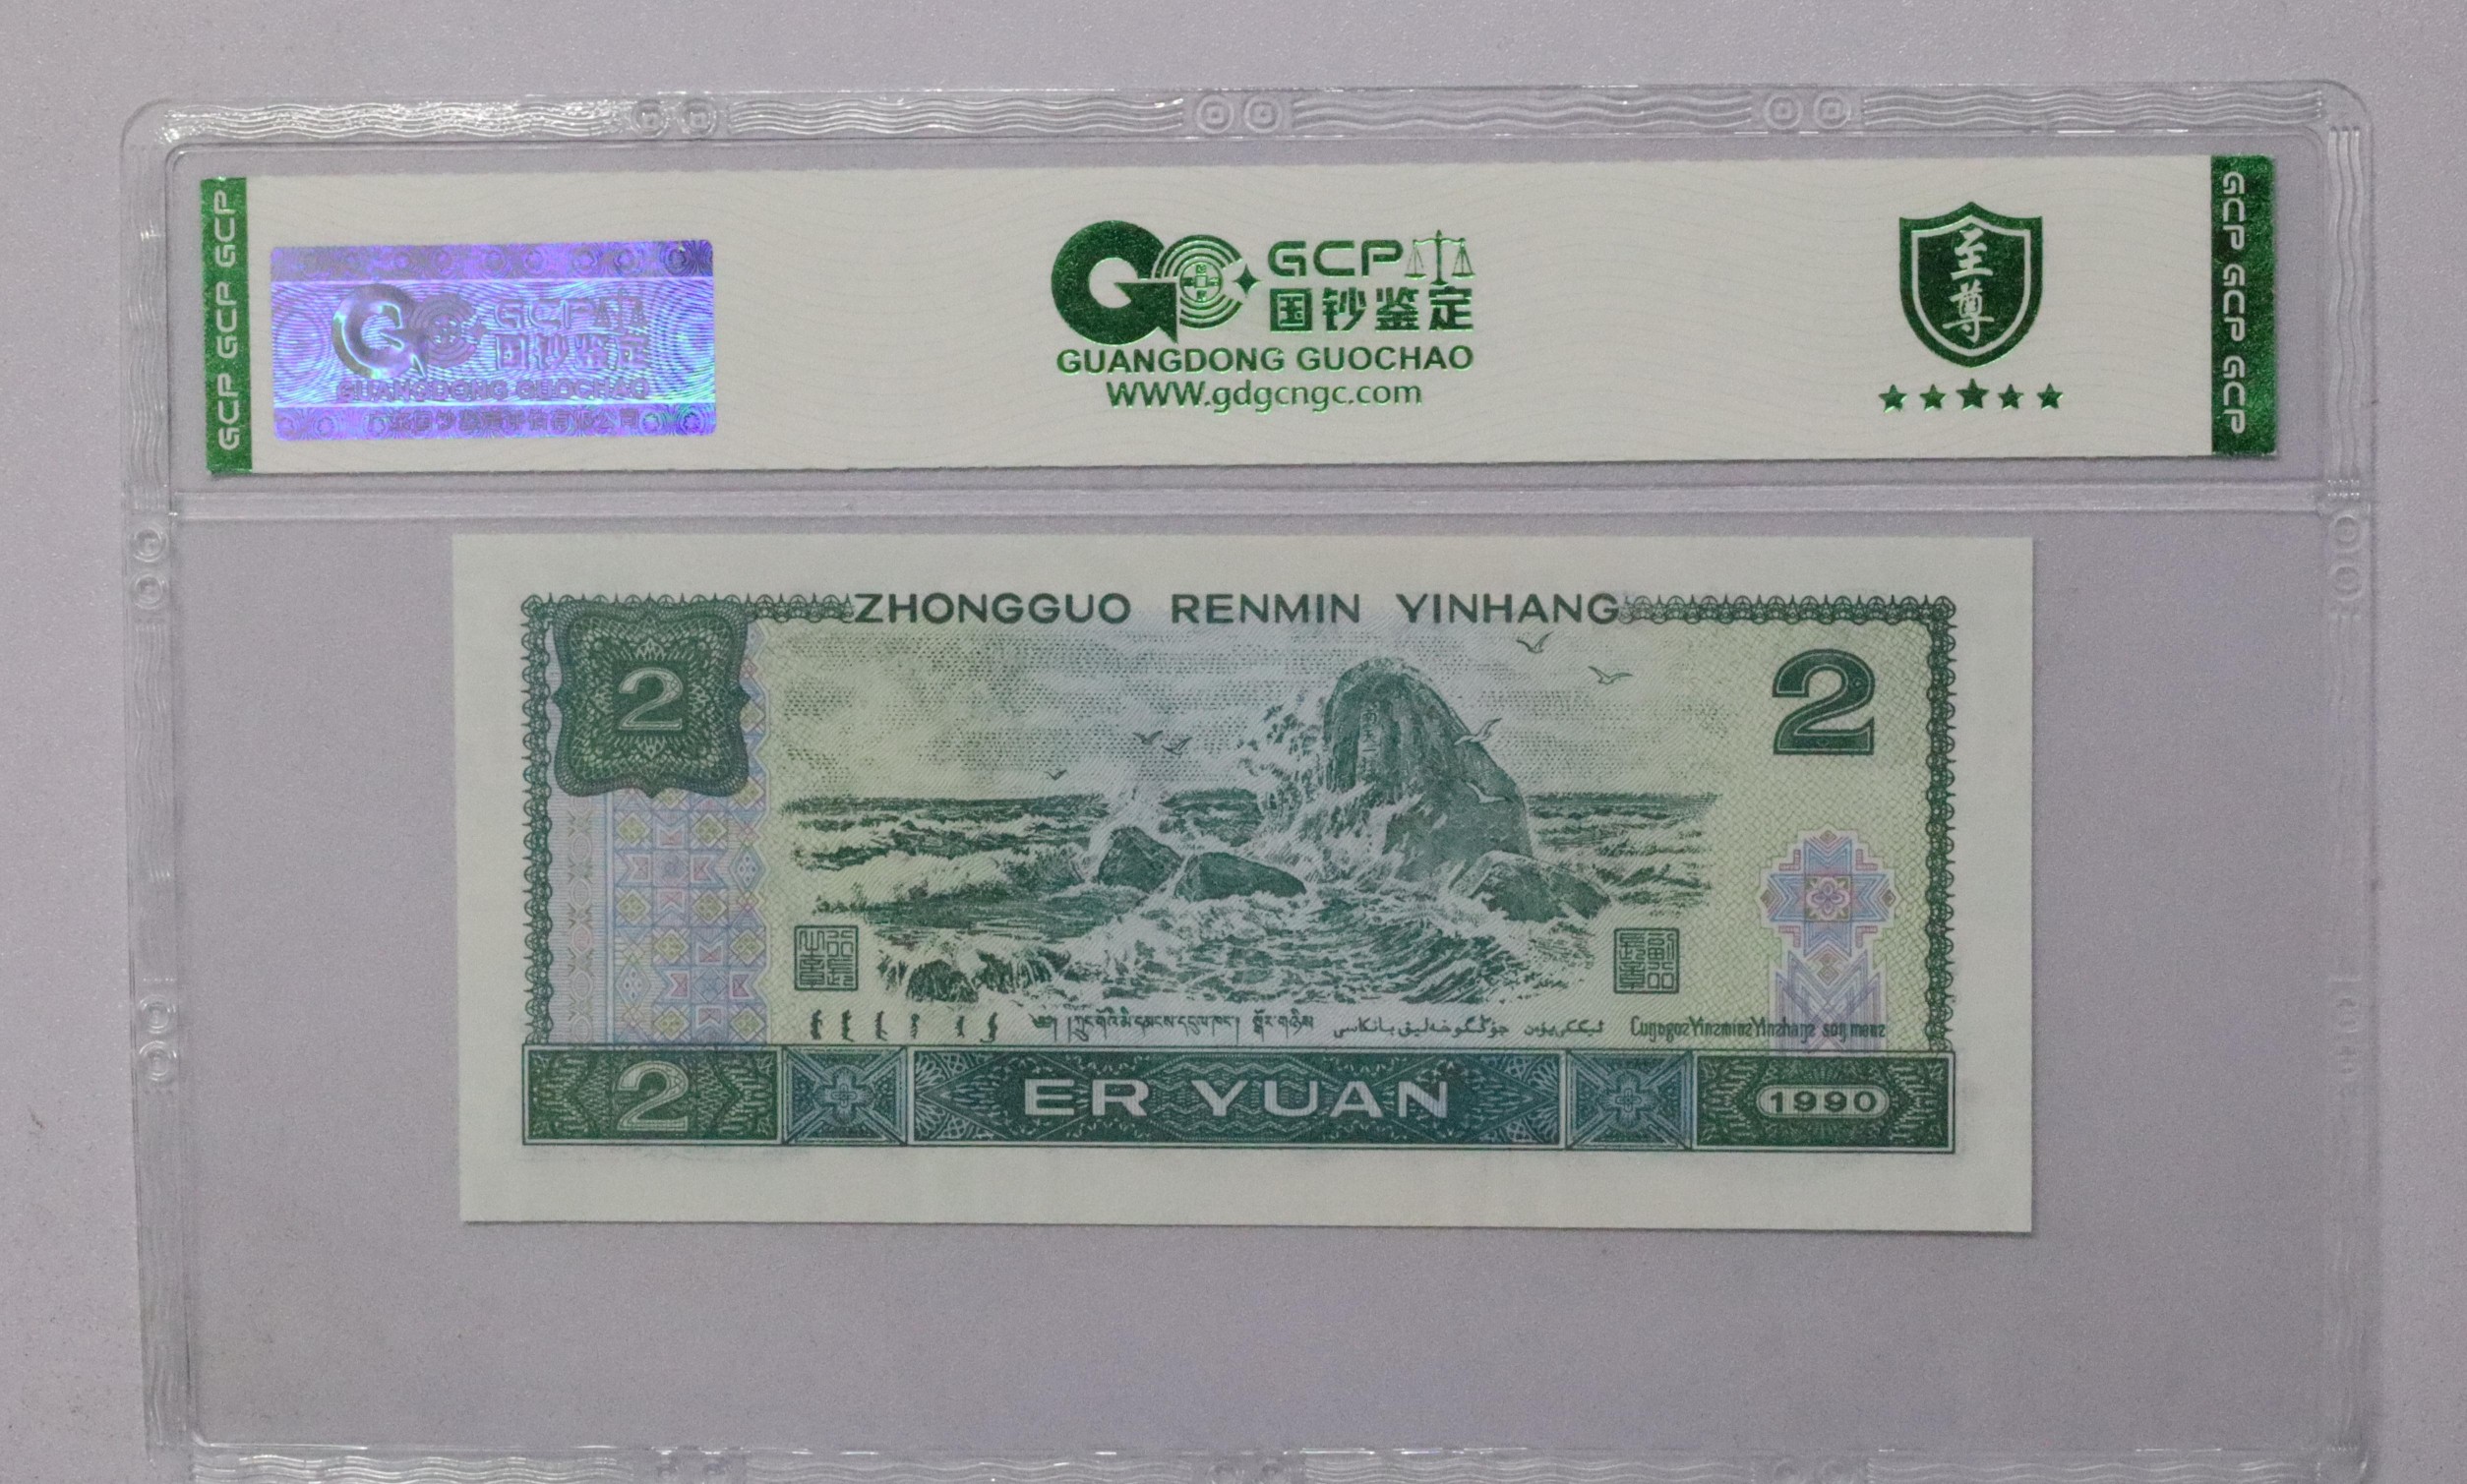 GCP GCP GCP
GCP
国钞鉴定
GUANGDONG GUOCHAO
GCP
国钞鉴定
GUANGDONG GUOCHAO
WWW.gdgcngc.com
至尊
GCP GCP GCP
ZHONGGUO RENMIN YINHANG
2
2
2
ER YUAN
1990